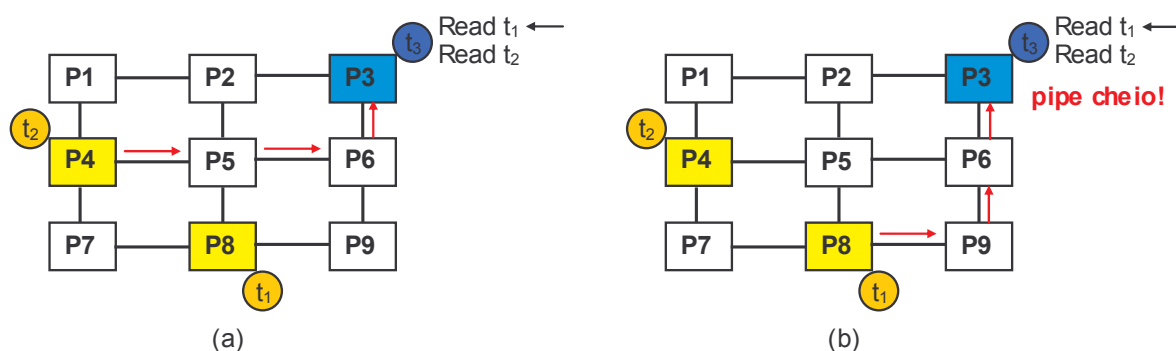 t3 Read t1
Read t2
P1 P2 P3
t2
P4 P5 P6
P7 P8 P9
t1
(a)
t3 Read t1
Read t2
P1 P2 P3
pipe cheio!
t2
P4 P5 P6
P7 P8 P9
t1
(b)